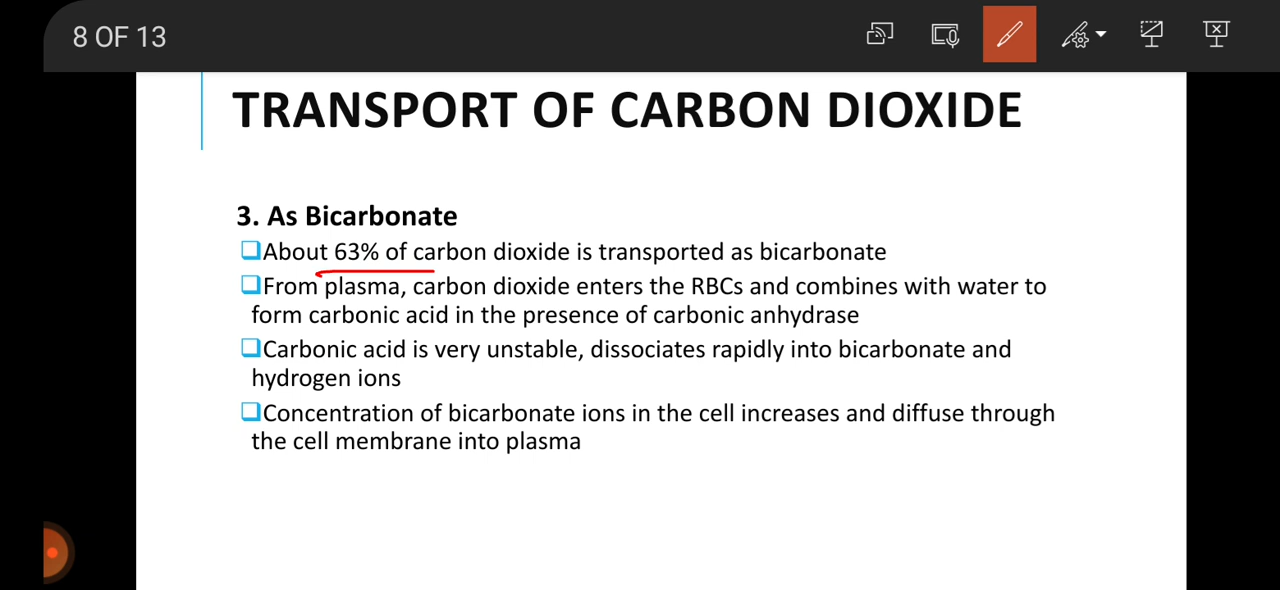 8 OF 13
TRANSPORT OF CARBON DIOXIDE
3. As Bicarbonate
About 63% of carbon dioxide is transported as bicarbonate
From plasma, carbon dioxide enters the RBCs and combines with water to
form carbonic acid in the presence of carbonic anhydrase
Carbonic acid is very unstable, dissociates rapidly into bicarbonate and
hydrogen ions
Concentration of bicarbonate ions in the cell increases and diffuse through
the cell membrane into plasma